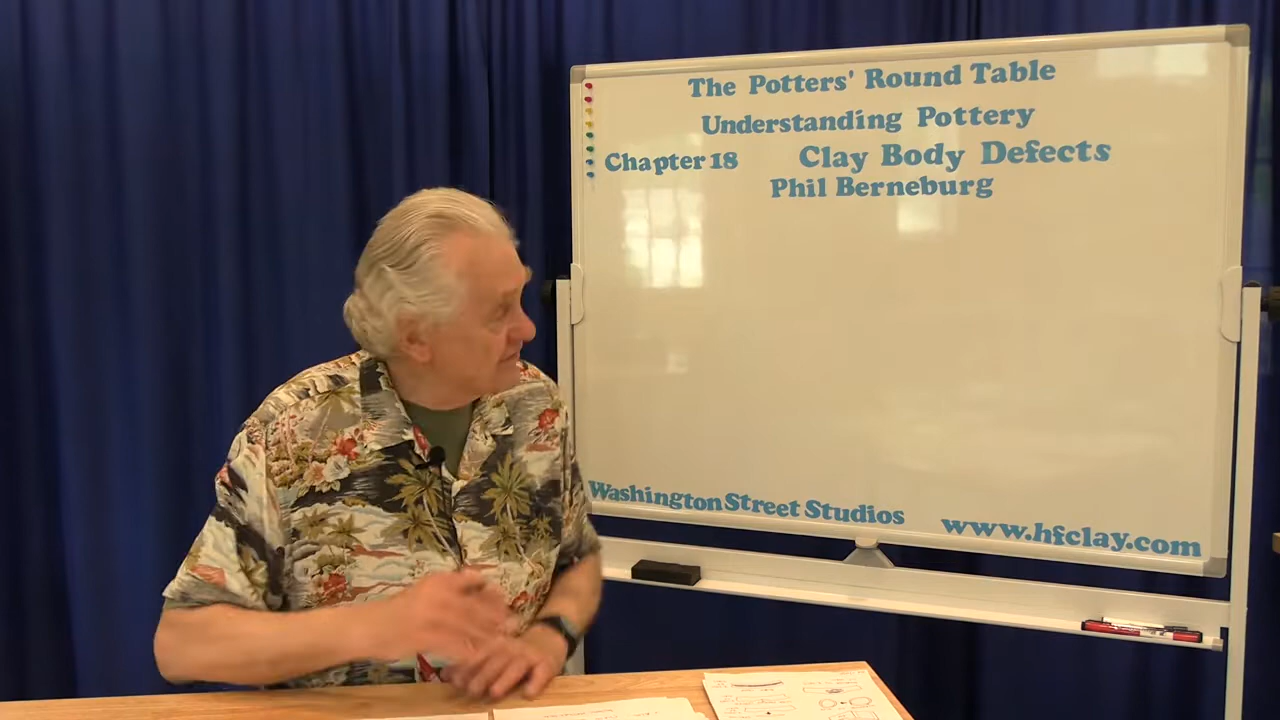 The Potters' Round Table
Understanding Pottery
Chapter 18 Clay Body Defects
Phil Berneburg
Washington Street Studios
www.hfclay.com